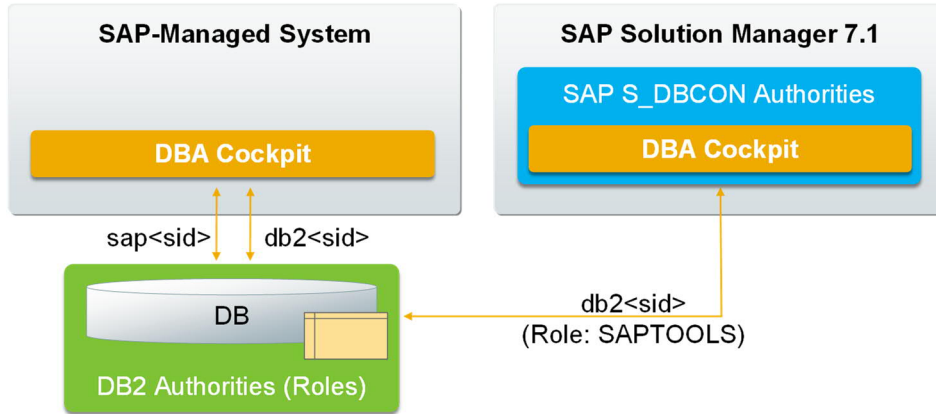 SAP-Managed System
DBA Cockpit
SAP Solution Manager 7.1
SAP S_DBCON Authorities
DBA Cockpit
sap<sid>
db2<sid>
DB
DB2 Authorities (Roles)
db2<sid>
(Role: SAPTOOLS)